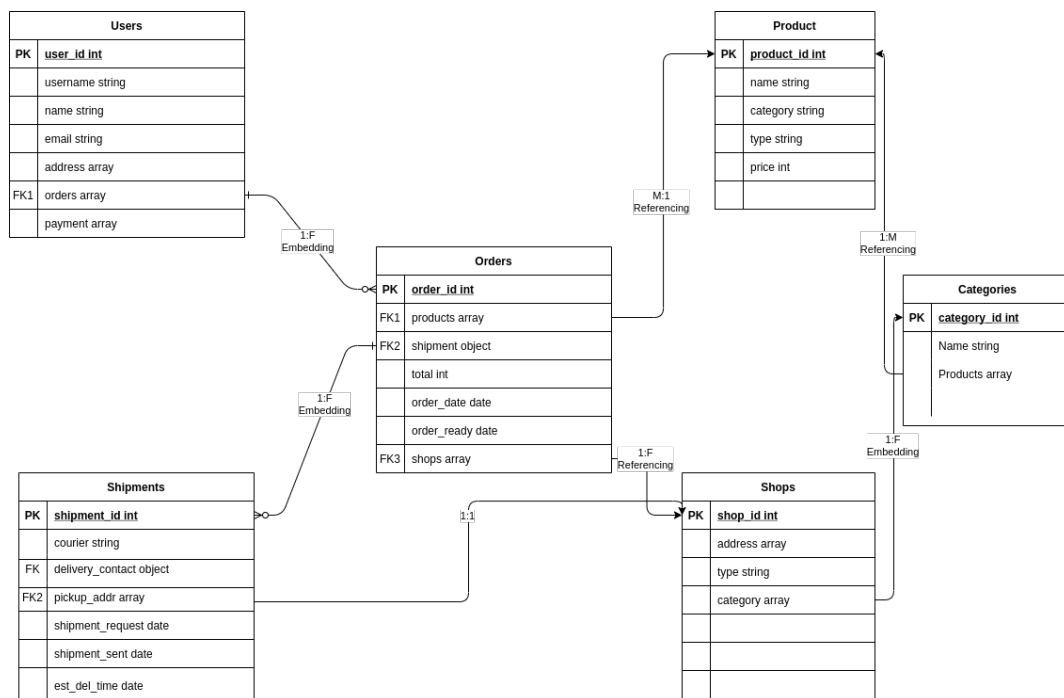 Users
PK user_id int
username string
name string
email string
address array
FK1 orders array
payment array
1:F
Embedding
Product
PK product_id int
name string
category string
type string
price int
M:1
Referencing
1:M
Referencing
Orders
PK order_id int
FK1 products array
FK2 shipment object
total int
order_date date
order_ready date
FK3 shops array
Categories
PK category_id int
Name string
Products array
1:F
Embedding
1:F
Referencing
1:F
Embedding
Shipments
PK shipment_id int
courier string
FK delivery_contact object
FK2 pickup_addr array
shipment_request date
shipment_sent date
est_del_time date
1:1
Shops
PK shop_id int
address array
type string
category array